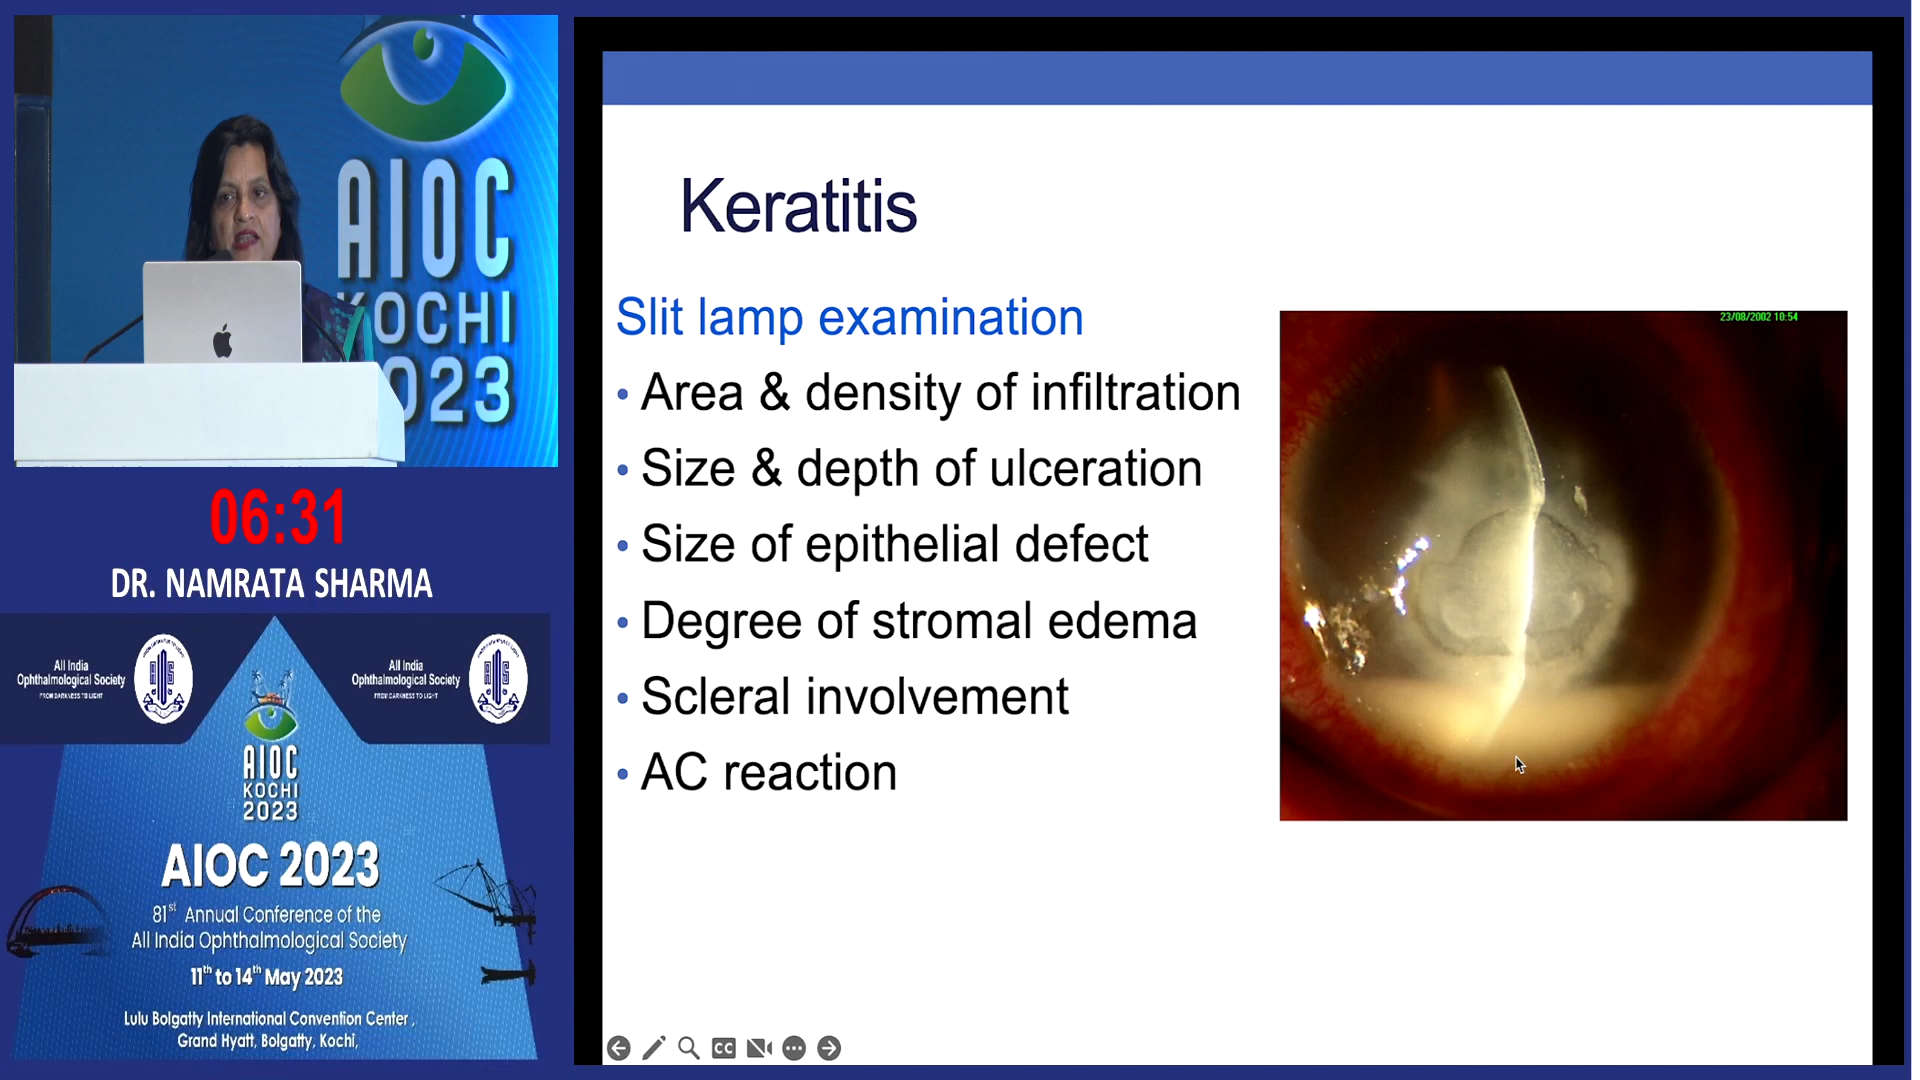 AIOC
KOCHI
2023
06:31
DR. NAMRATA SHARMA
All India
Ophthalmological Society
FROM DARKNESS TO LIGHT
All India
Ophthalmological Society
FROM DARKNESS TO LIGHT
AIOC
KOCHI
2023
AIOC 2023
81st Annual Conference of the
All India Ophthalmological Society
11th to 14th May 2023
Lulu Bolgatty International Convention Center ,
Grand Hyatt, Bolgatty, Kochi,
Keratitis
Slit lamp examination
• Area & density of infiltration
• Size & depth of ulceration
• Size of epithelial defect
• Degree of stromal edema
• Scleral involvement
• AC reaction
23/08/2002 10:54
CC